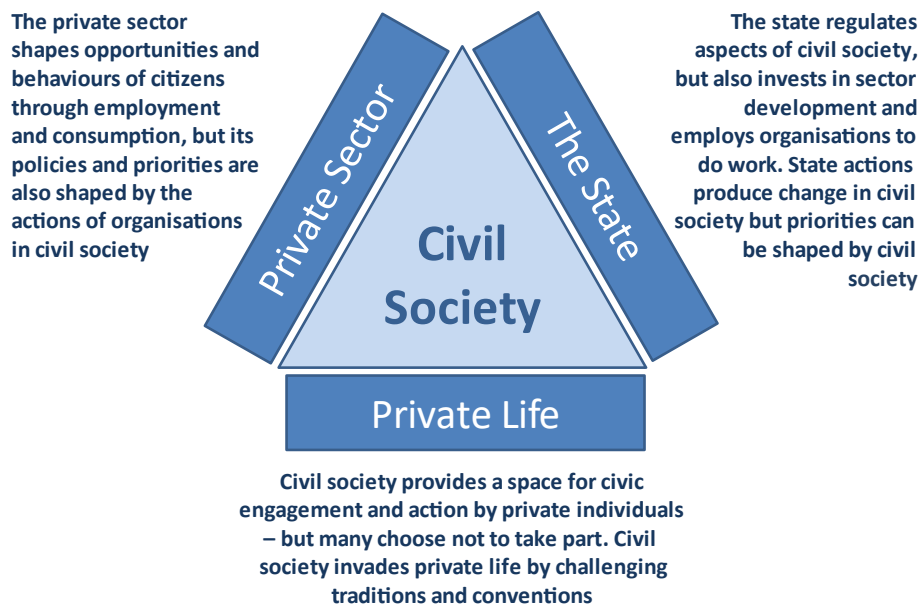 The private sector
shapes opportunities and
behaviours of citizens
through employment
and consumption, but its
policies and priorities are
also shaped by the
actions of organisations
in civil society
Private Sector
Civil
Society
The State
The state regulates
aspects of civil society,
but also invests in sector
development and
employs organisations to
do work. State actions
produce change in civil
society but priorities can
be shaped by civil
society
Private Life
Civil society provides a space for civic
engagement and action by private individuals
– but many choose not to take part. Civil
society invades private life by challenging
traditions and conventions